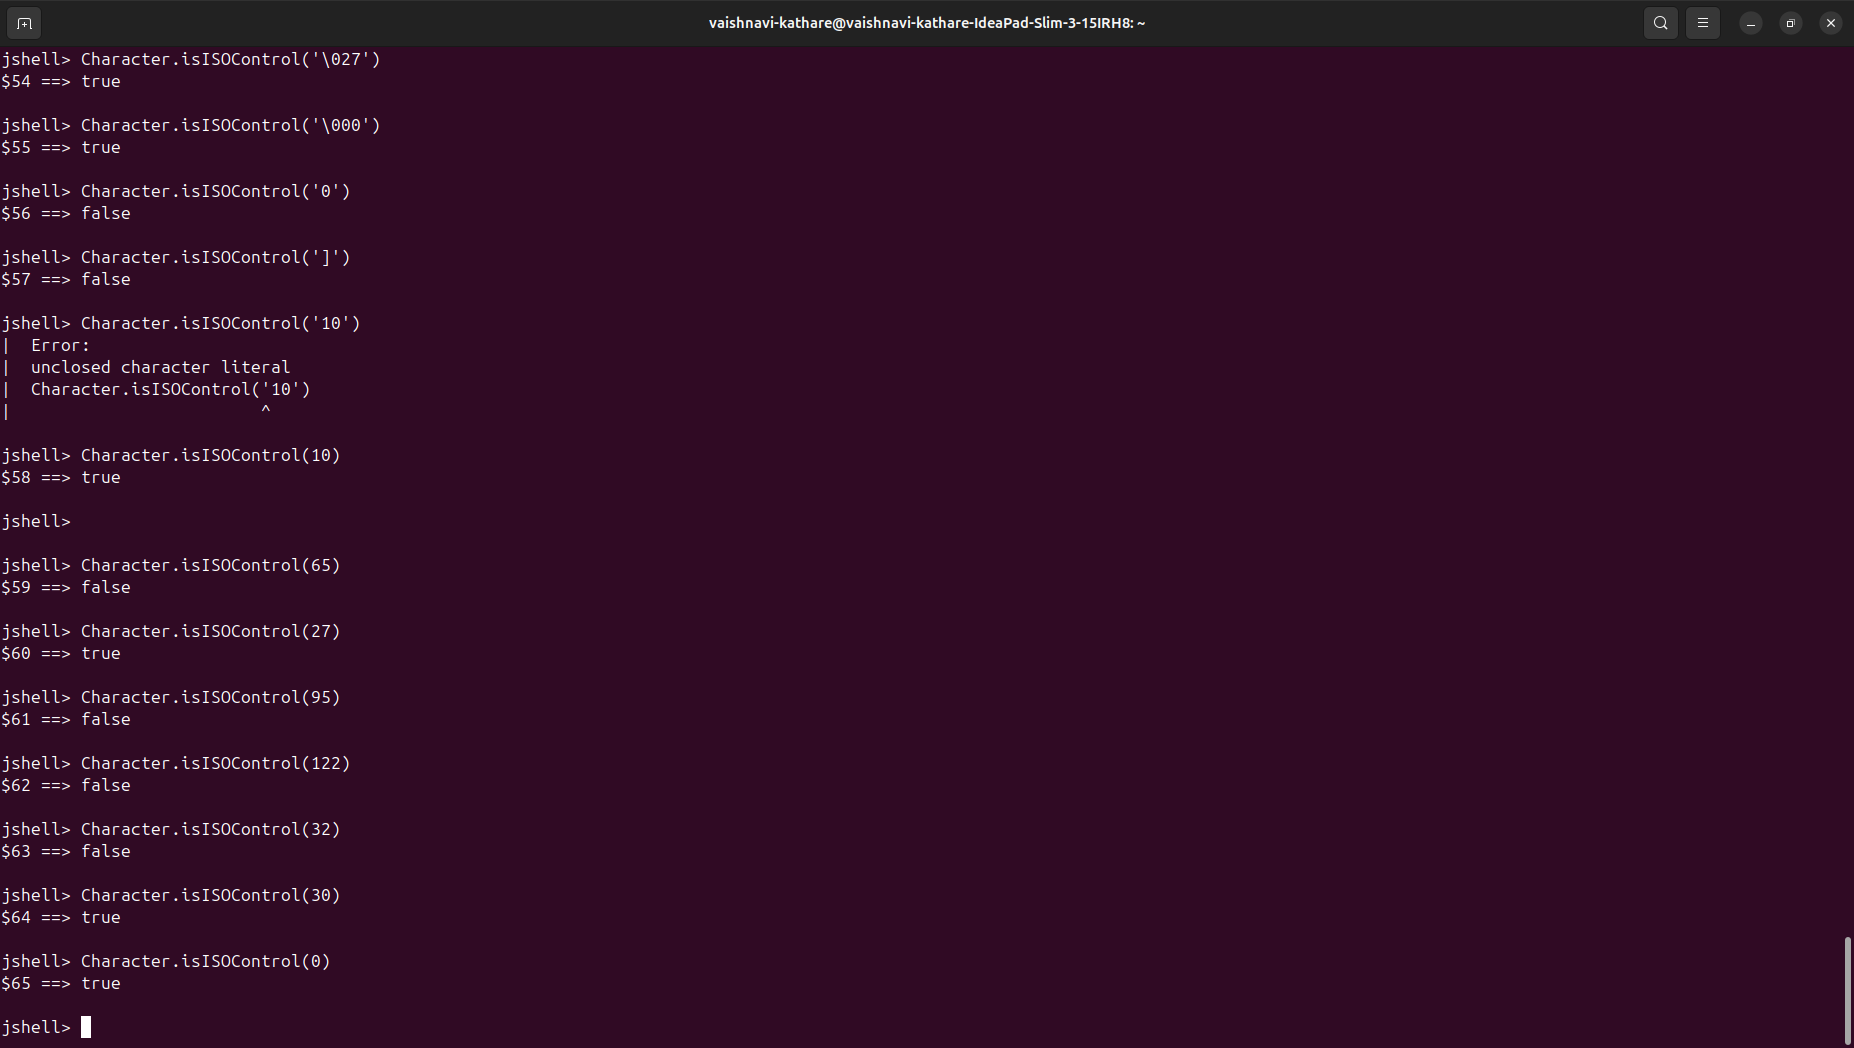 vaishnavi-kathare@vaishnavi-kathare-IdeaPad-Slim-3-15IRH8: ~
jshell> Character.isISOControl('\027')
$54 ==> true
jshell> Character.isISOControl('\000')
$55 ==> true
jshell> Character.isISOControl('0')
$56 ==> false
jshell> Character.isISOControl(']')
$57 ==> false
jshell> Character.isISOControl('10')
|  Error:
|  unclosed character literal
|  Character.isISOControl('10')
|                         ^
jshell> Character.isISOControl(10)
$58 ==> true
jshell>
jshell> Character.isISOControl(65)
$59 ==> false
jshell> Character.isISOControl(27)
$60 ==> true
jshell> Character.isISOControl(95)
$61 ==> false
jshell> Character.isISOControl(122)
$62 ==> false
jshell> Character.isISOControl(32)
$63 ==> false
jshell> Character.isISOControl(30)
$64 ==> true
jshell> Character.isISOControl(0)
$65 ==> true
jshell>